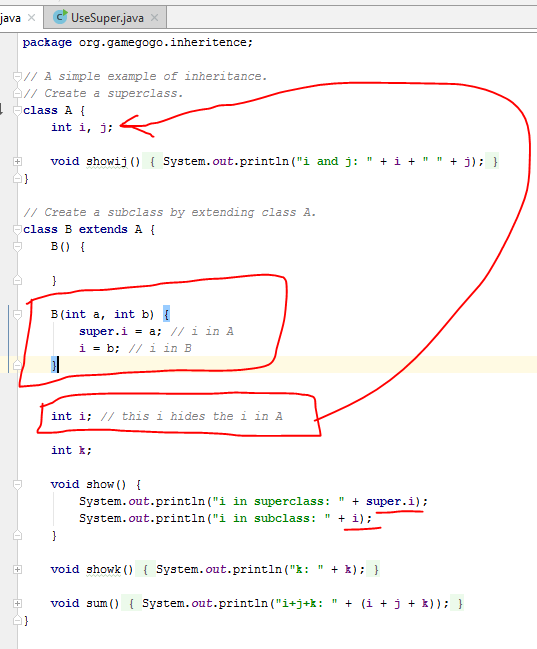 java × UseSuper.java ×
package org.gamegogo.inheritence;
// A simple example of inheritance.
// Create a superclass.
class A {
int i, j;
void showij() { System.out.println("i and j: " + i + " " + j); }
}
// Create a subclass by extending class A.
class B extends A {
B() {
}
B(int a, int b) {
super.i = a; // i in A
i = b; // i in B
}
int i; // this i hides the i in A
int k;
void show() {
System.out.println("i in superclass: " + super.i);
System.out.println("i in subclass: " + i);
}
void showk() { System.out.println("k: " + k); }
void sum() { System.out.println("i+j+k: " + (i + j + k)); }
}